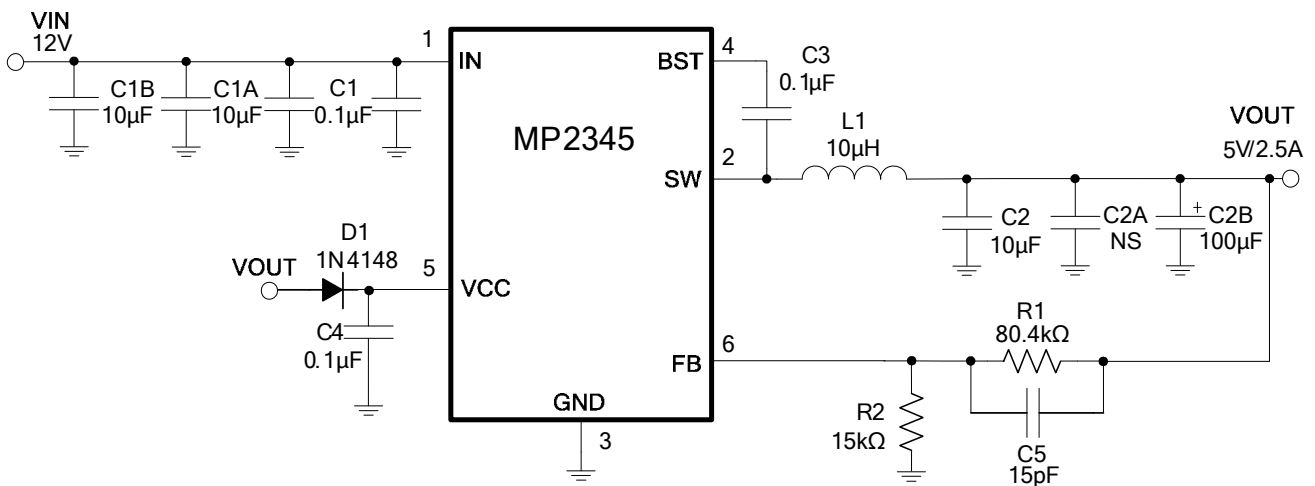 VIN
12V
1
IN
C1B
10μF
C1A
10μF
C1
0.1μF
MP2345
BST
4
C3
0.1μF
L1
10μH
2
SW
VOUT
5V/2.5A
C2
10μF
C2A
NS
+
C2B
100μF
D1
1N4148
VOUT
5
VCC
C4
0.1μF
R1
80.4kΩ
6
FB
R2
15kΩ
C5
15pF
GND
3